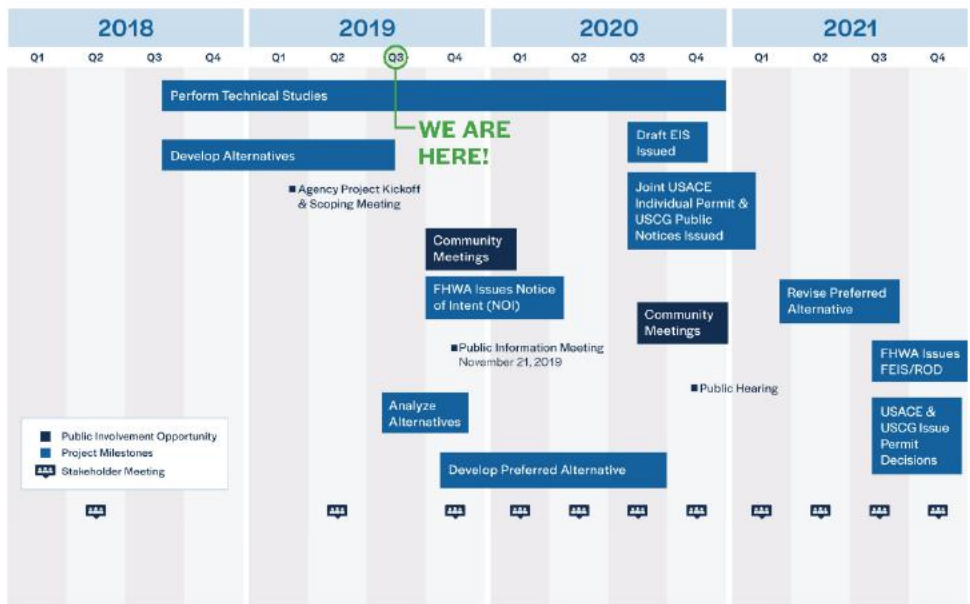 2018
2019
2020
2021
Q1 Q2 Q3 Q4 Q1 Q2 Q3 Q4 Q1 Q2 Q3 Q4 Q1 Q2 Q3 Q4
Perform Technical Studies
WE ARE
HERE!
Develop Alternatives
Draft EIS
Issued
■ Agency Project Kickoff
& Scoping Meeting
Joint USACE
Individual Permit &
USCG Public
Notices Issued
Community
Meetings
FHWA Issues Notice
of Intent (NOI)
Revise Preferred
Alternative
Community
Meetings
■Public Information Meeting
November 21, 2019
FHWA Issues
FEIS/ROD
■Public Hearing
Analyze
Alternatives
USACE &
USCG Issue
Permit
Decisions
Public Involvement Opportunity
Project Milestones
Stakeholder Meeting
Develop Preferred Alternative